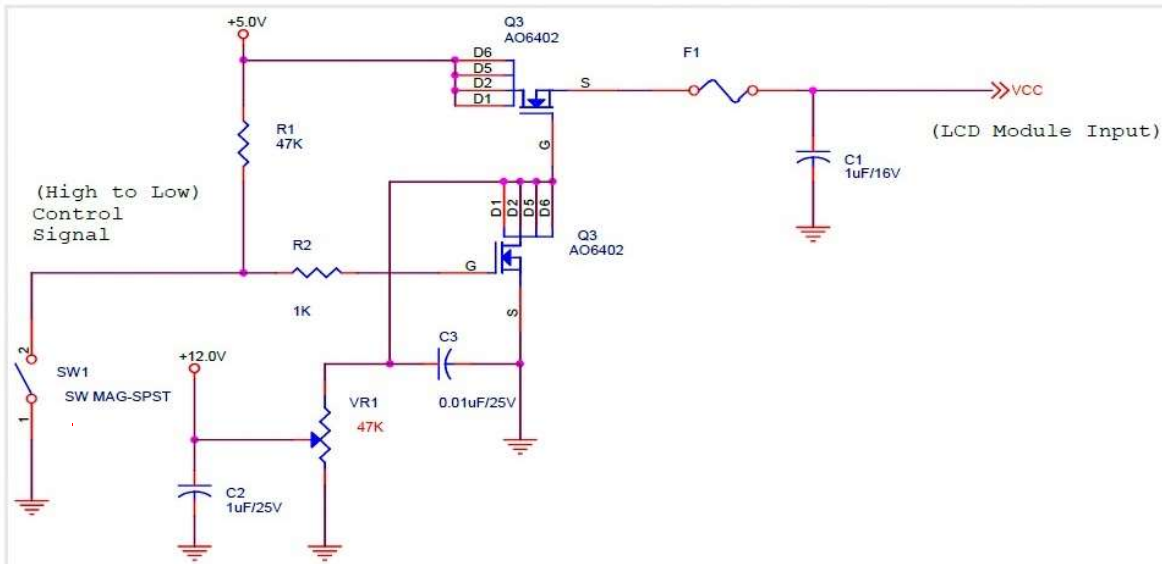 +5.0V
Q3
AO6402
D6
D5
D2
D1
S
G
F1
VCC
(LCD Module Input)
R1
47K
C1
1uF/16V
(High to Low)
Control
Signal
D1
D2
D5
D6
Q3
AO6402
R2
1K
G
S
2
SW1
SW MAG-SPST
1
+12.0V
C3
0.01uF/25V
VR1
47K
C2
1uF/25V